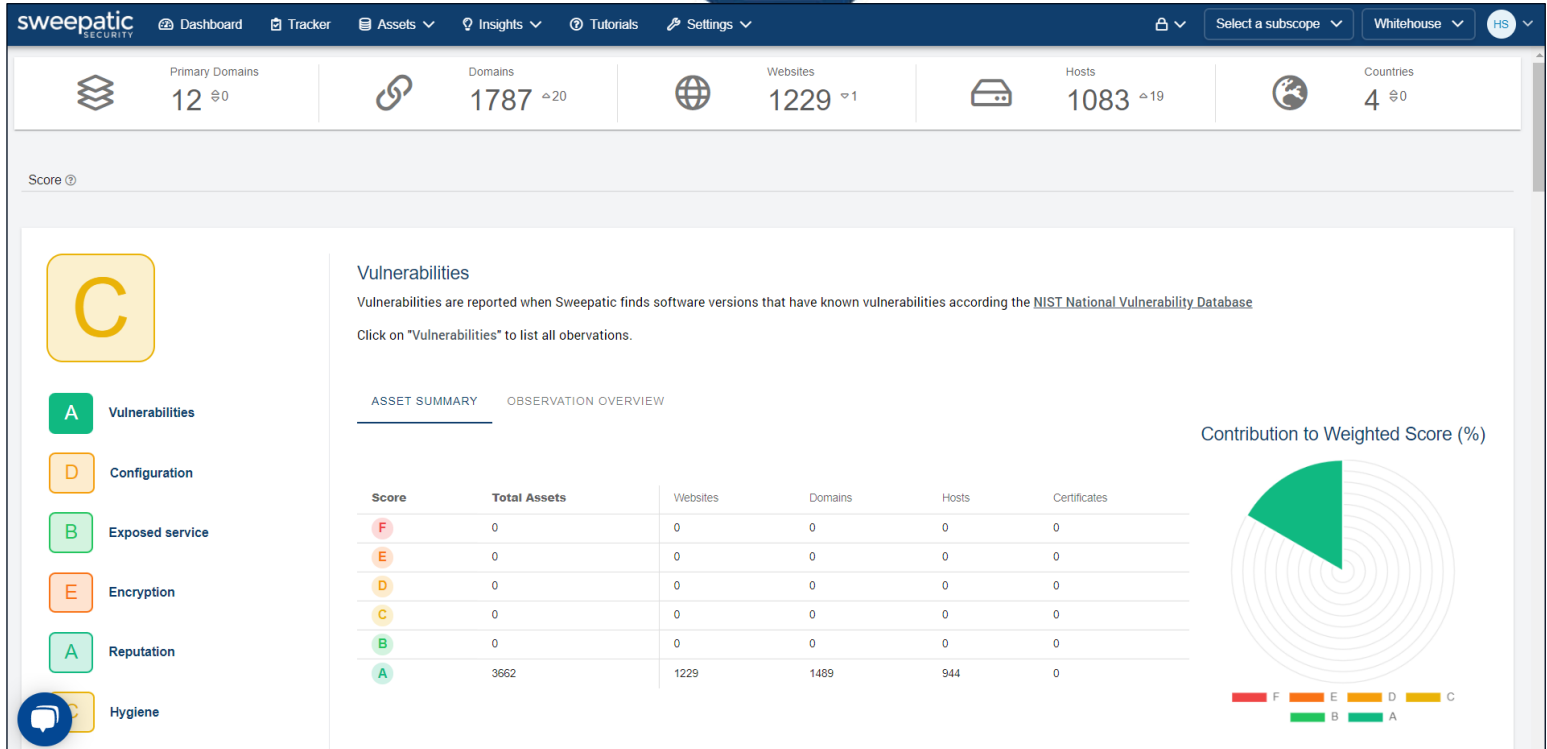 sweepatic SECURITY Dashboard Tracker Assets Insights Tutorials Settings Select a subscope Whitehouse HS
Primary Domains Domains Websites Hosts Countries
12 0 1787 20 1229 1 1083 19 4 0
Score
C
Vulnerabilities
Vulnerabilities are reported when Sweepatic finds software versions that have known vulnerabilities according the NIST National Vulnerability Database
Click on "Vulnerabilities" to list all obervations.
A Vulnerabilities
D Configuration
B Exposed service
E Encryption
A Reputation
C Hygiene
ASSET SUMMARY OBSERVATION OVERVIEW
Score Total Assets Websites Domains Hosts Certificates
F 0 0 0 0 0
E 0 0 0 0 0
D 0 0 0 0 0
C 0 0 0 0 0
B 0 0 0 0 0
A 3662 1229 1489 944 0
Contribution to Weighted Score (%)
F E D C
B A